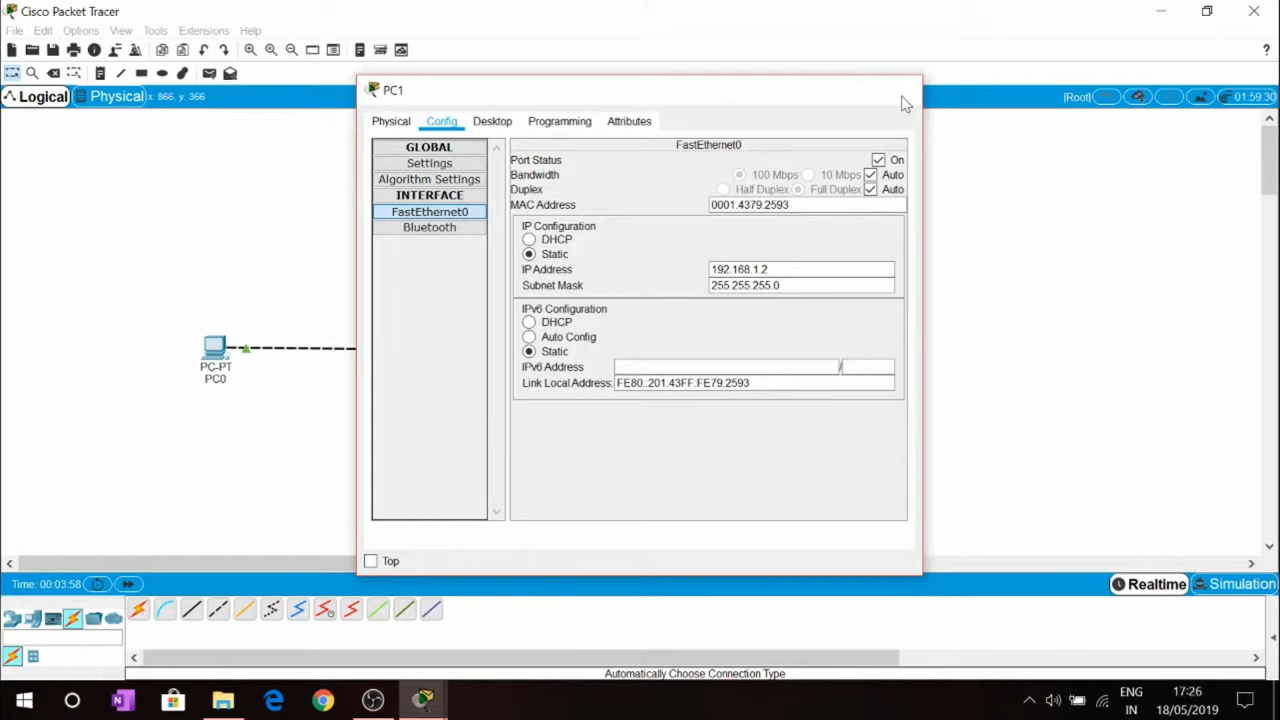 Cisco Packet Tracer
File Edit Options View Tools Extensions Help
?
Logical Physical x: 866, y: 366 [Root] 01:59:30
PC-PT
PC0
PC1
Physical Config Desktop Programming Attributes
GLOBAL
Settings
Algorithm Settings
INTERFACE
FastEthernet0
Bluetooth
FastEthernet0
Port Status On
Bandwidth 100 Mbps 10 Mbps Auto
Duplex Half Duplex Full Duplex Auto
MAC Address 0001.4379.2593
IP Configuration
DHCP
Static
IP Address 192.168.1.2
Subnet Mask 255.255.255.0
IPv6 Configuration
DHCP
Auto Config
Static
IPv6 Address /
Link Local Address: FE80::201:43FF:FE79:2593
Top
Time: 00:03:58 Realtime Simulation
Automatically Choose Connection Type
ENG
IN
17:26
18/05/2019